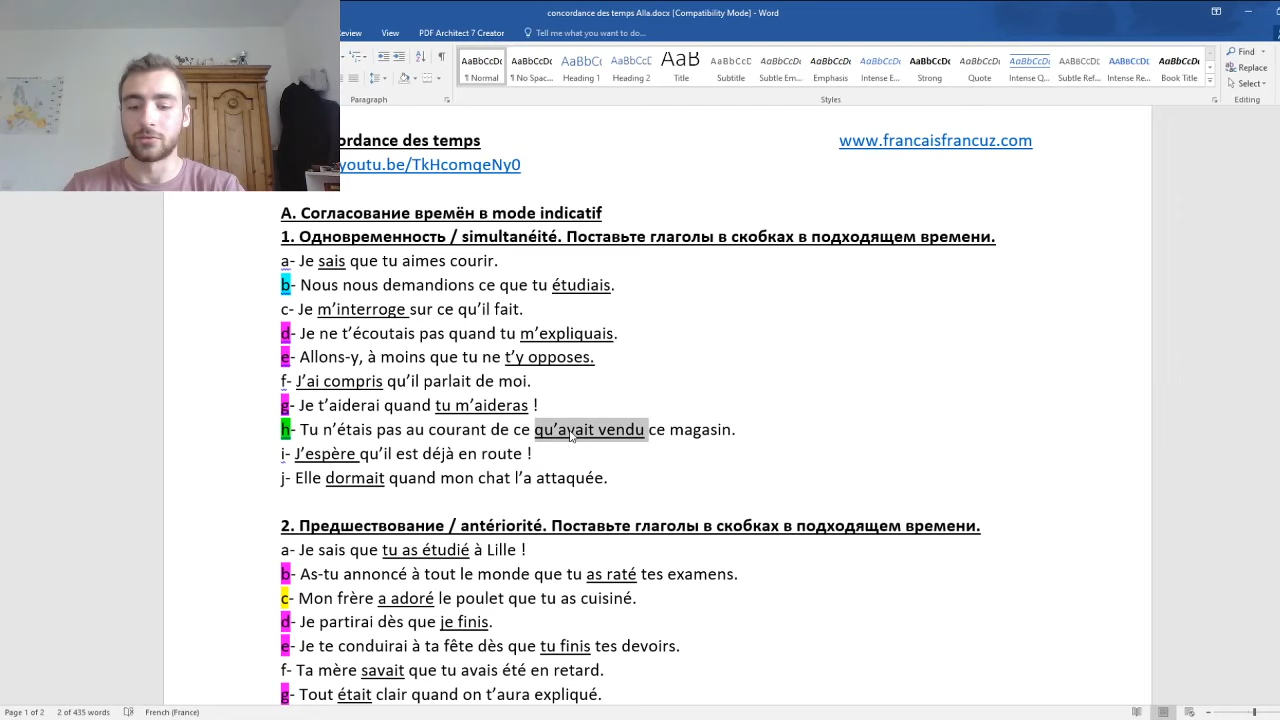 concordance des temps Alla.docx [Compatibility Mode] - Word
eview View PDF Architect 7 Creator Tell me what you want to do...
AaBbCcDc AaBbCcDc AaBbCc AaBbCcC AaB AaBbCcD AaBbCcDc AaBbCcDc AaBbCcDc AaBbCcDc AaBbCcDc AaBbCcDc AaBbCcDc AaBbCcDc AaBbCcDc
¶ Normal ¶ No Spac... Heading 1 Heading 2 Title Subtitle Subtle Em... Emphasis Intense E... Strong Quote Intense Q... Subtle Ref... Intense Re... Book Title
Find
Replace
Select
Paragraph Styles Editing
ordance des temps www.francaisfrancuz.com
youtu.be/TkHcomqeNy0
A. Согласование времён в mode indicatif
1. Одновременность / simultanéité. Поставьте глаголы в скобках в подходящем времени.
a- Je sais que tu aimes courir.
b- Nous nous demandions ce que tu étudiais.
c- Je m’interroge sur ce qu’il fait.
d- Je ne t’écoutais pas quand tu m’expliquais.
e- Allons-y, à moins que tu ne t’y opposes.
f- J’ai compris qu’il parlait de moi.
g- Je t’aiderai quand tu m’aideras !
h- Tu n’étais pas au courant de ce qu’avait vendu ce magasin.
i- J’espère qu’il est déjà en route !
j- Elle dormait quand mon chat l’a attaquée.
2. Предшествование / antériorité. Поставьте глаголы в скобках в подходящем времени.
a- Je sais que tu as étudié à Lille !
b- As-tu annoncé à tout le monde que tu as raté tes examens.
c- Mon frère a adoré le poulet que tu as cuisiné.
d- Je partirai dès que je finis.
e- Je te conduirai à ta fête dès que tu finis tes devoirs.
f- Ta mère savait que tu avais été en retard.
g- Tout était clair quand on t’aura expliqué.
Page 1 of 2 2 of 435 words French (France)